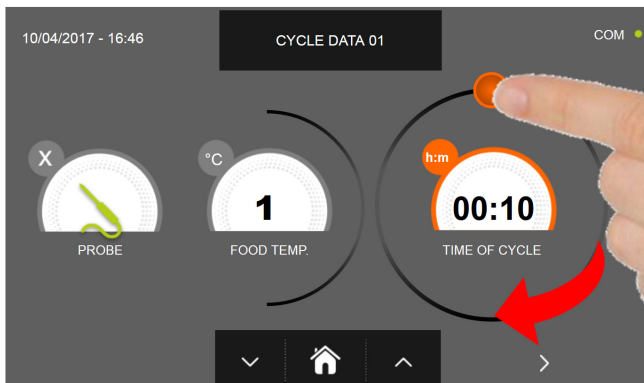 10/04/2017 - 16:46
CYCLE DATA 01
COM
X
°C
h:m
1
00:10
PROBE
FOOD TEMP.
TIME OF CYCLE